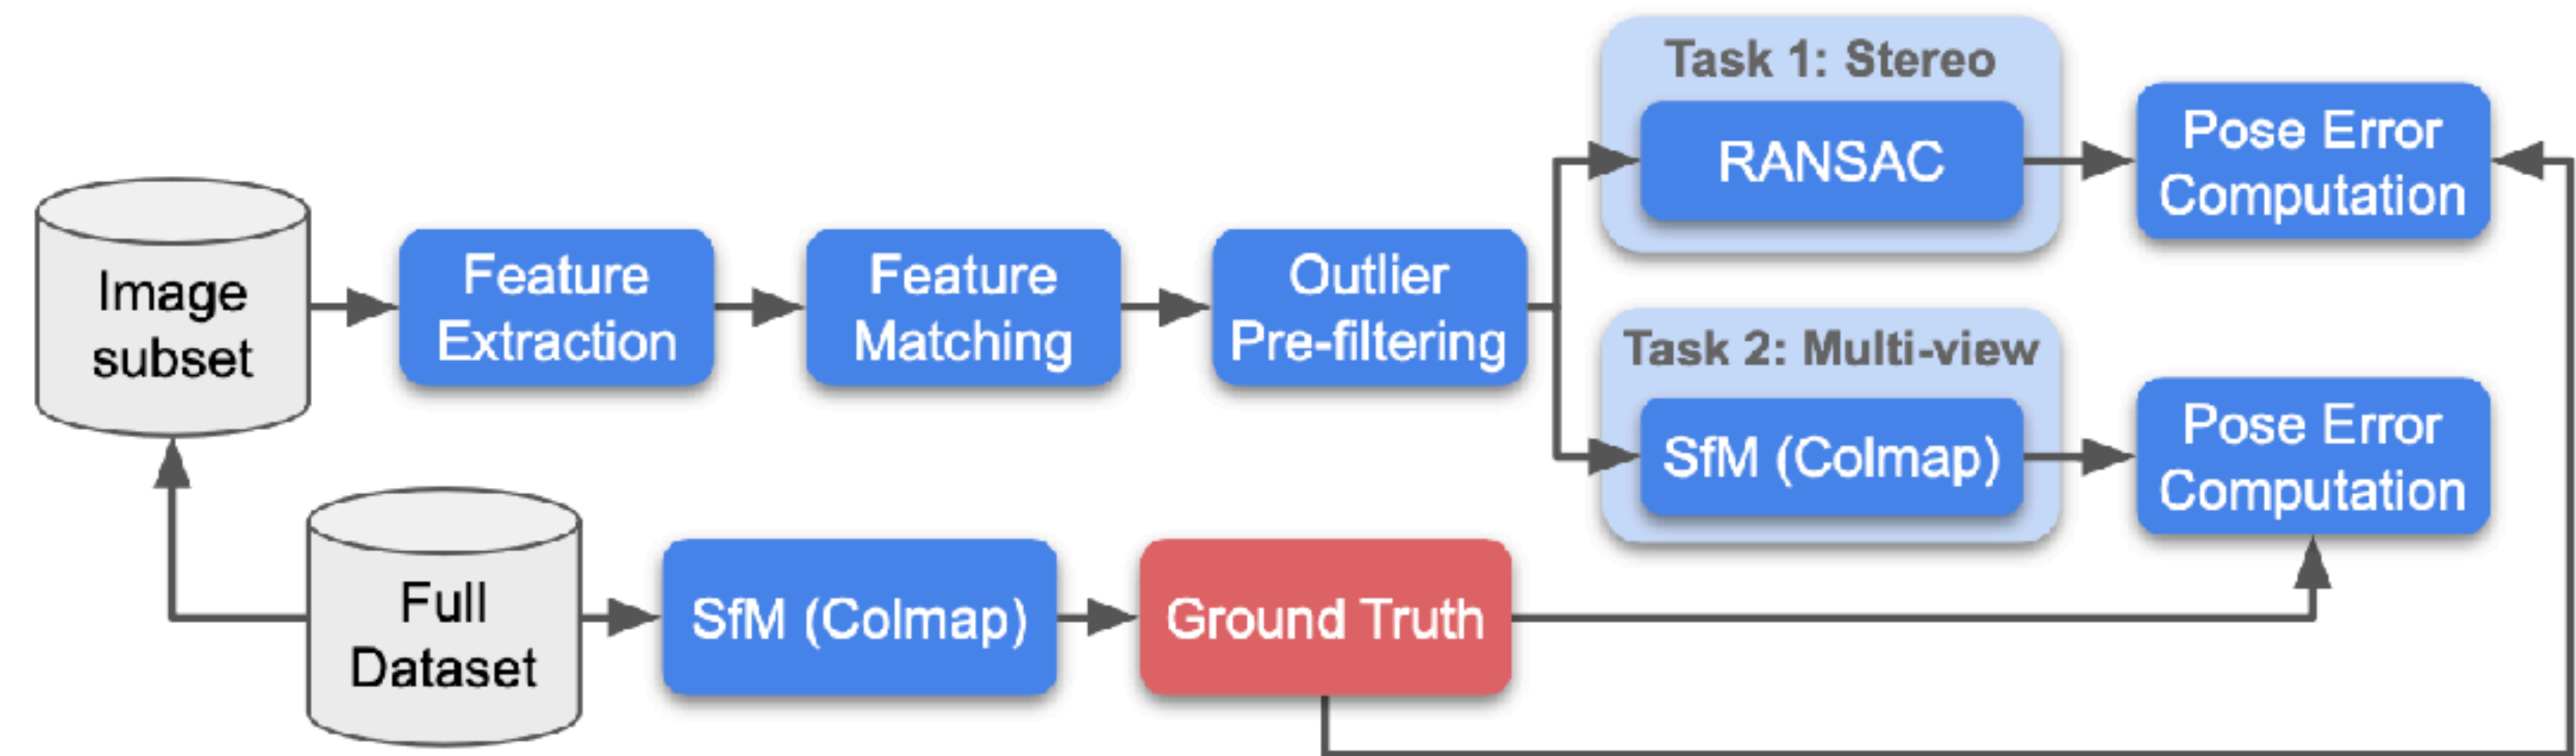 Task 1: Stereo
RANSAC
Pose Error
Computation
Image
subset
Feature
Extraction
Feature
Matching
Outlier
Pre-filtering
Task 2: Multi-view
SfM (Colmap)
Pose Error
Computation
Full
Dataset
SfM (Colmap)
Ground Truth